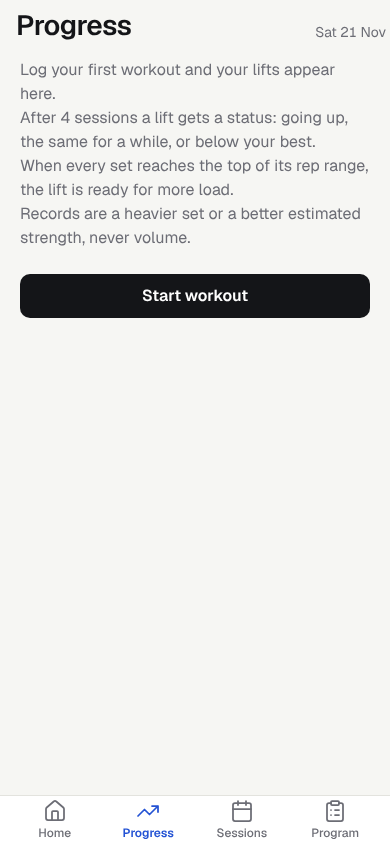 Progress
Sat 21 Nov
Log your first workout and your lifts appear
here.
After 4 sessions a lift gets a status: going up,
the same for a while, or below your best.
When every set reaches the top of its rep range,
the lift is ready for more load.
Records are a heavier set or a better estimated
strength, never volume.
Start workout
Home
Progress
Sessions
Program